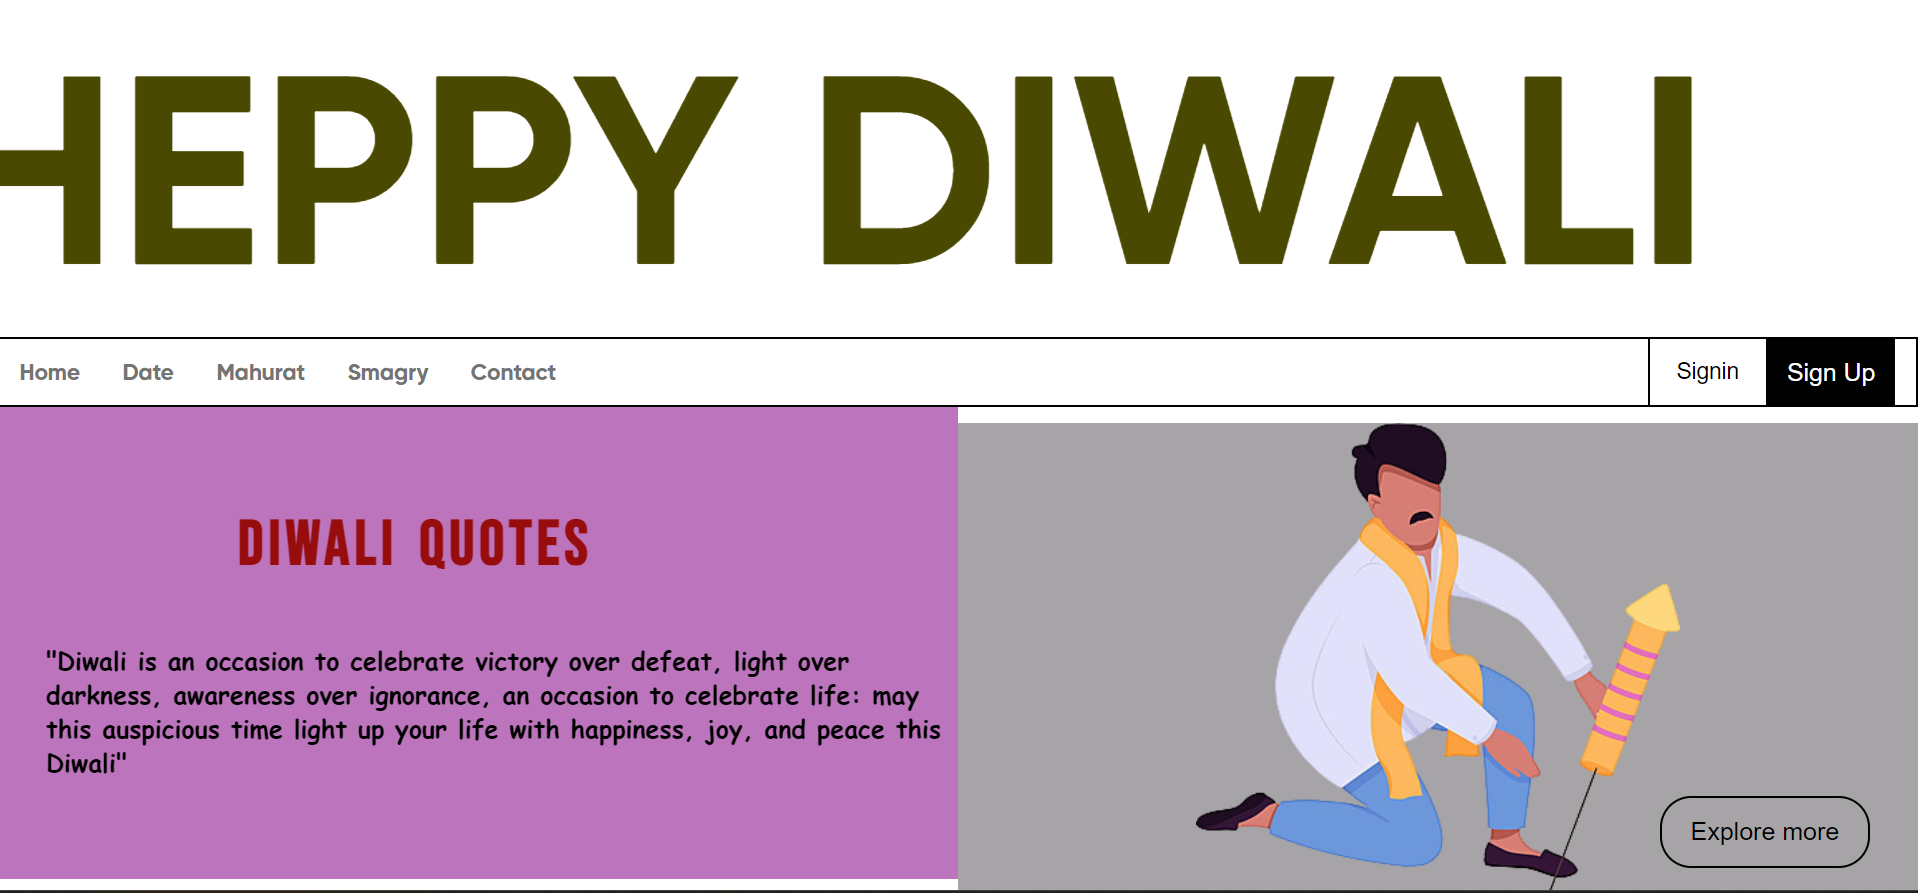 HEPPY DIWALI
Home Date Mahurat Smagry Contact Signin Sign Up
DIWALI QUOTES
"Diwali is an occasion to celebrate victory over defeat, light over
darkness, awareness over ignorance, an occasion to celebrate life: may
this auspicious time light up your life with happiness, joy, and peace this
Diwali"
Explore more